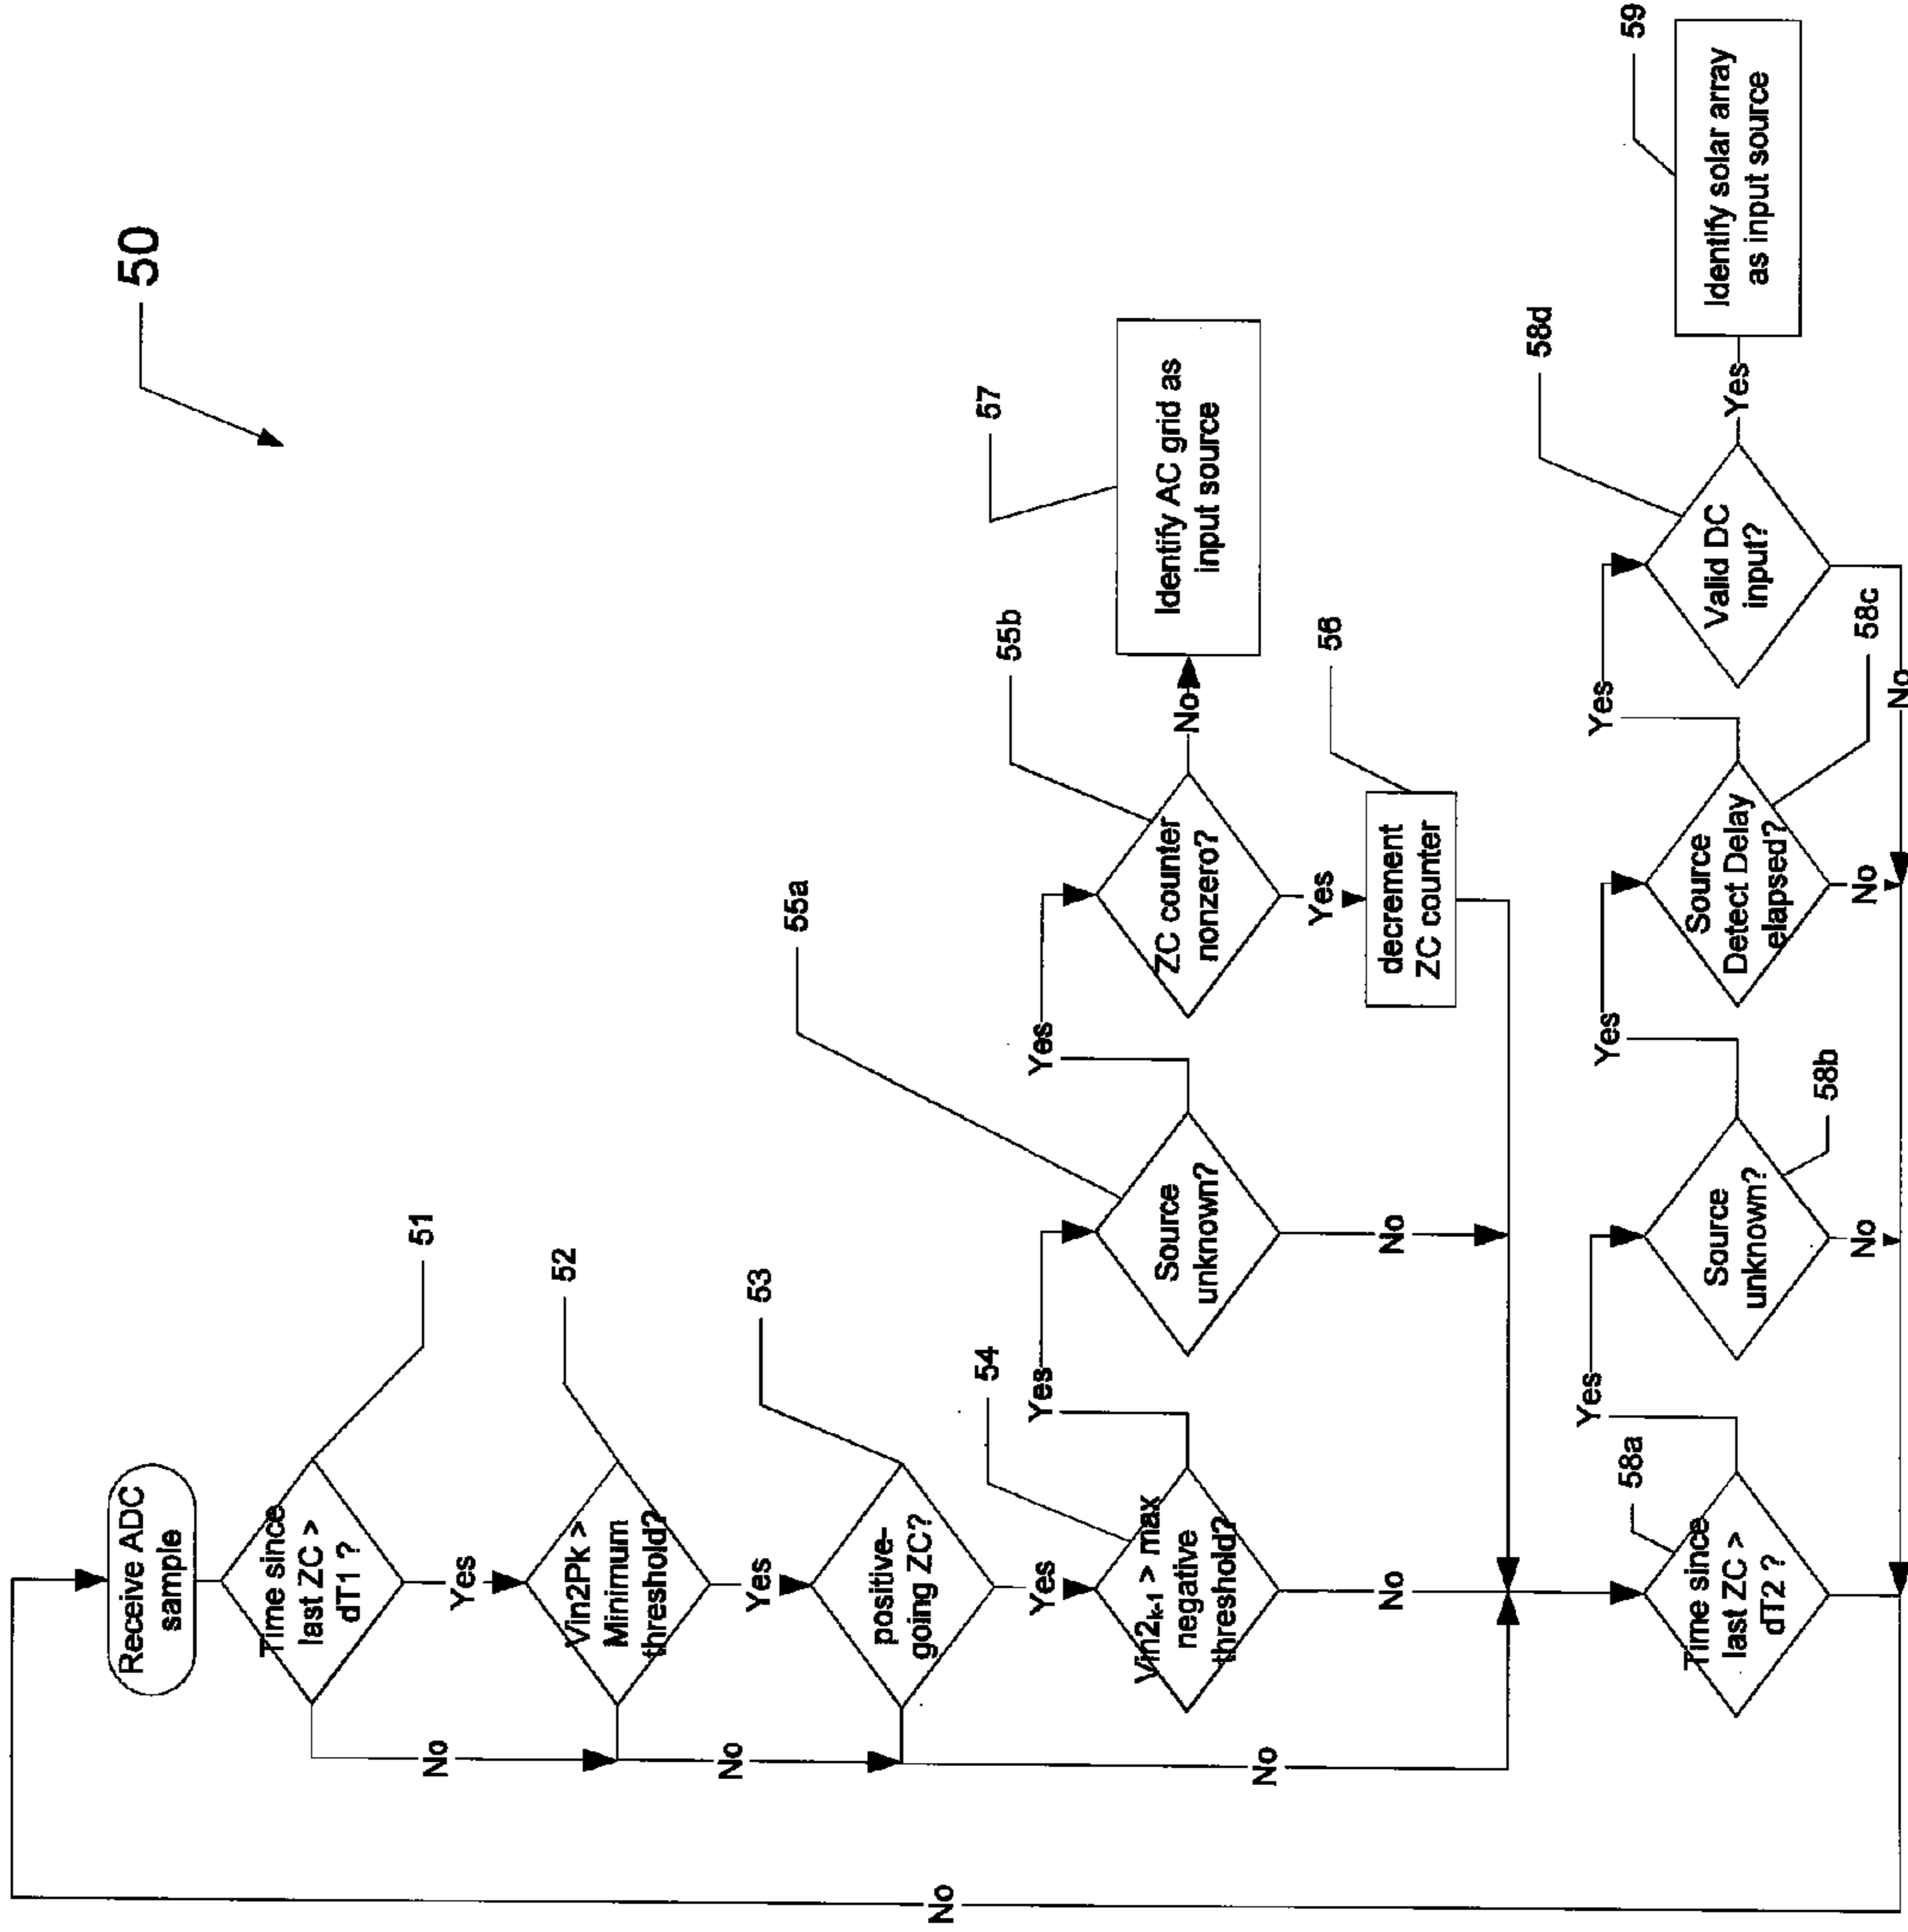 50
Receive ADC
sample
Time since
last ZC >
dT1 ?
51
No
Yes
Vin2Pk >
Minimum
threshold?
52
No
Yes
positive-
going ZC?
53
No
Yes
Vin2k-1 > max
negative
threshold?
54
Yes
No
Source
unknown?
55a
Yes
No
ZC counter
nonzero?
55b
No
Yes
Identify AC grid as
input source
57
decrement
ZC counter
56
Time since
last ZC >
dT2 ?
58a
Yes
Source
unknown?
58b
Yes
No
Source
Detect Delay
elapsed?
58c
Yes
No
Valid DC
input?
58d
Yes
No
Identify solar array
as input source
59
No